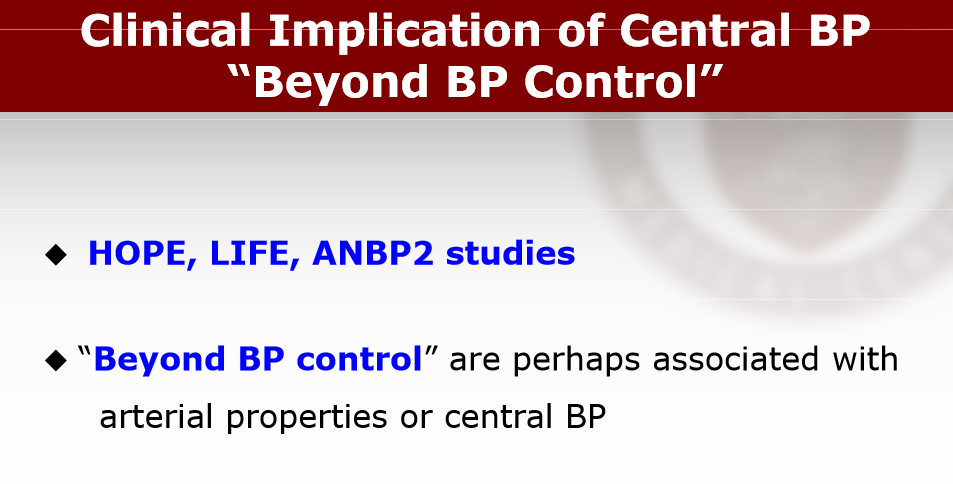 Clinical Implication of Central BP
“Beyond BP Control”
◆ HOPE, LIFE, ANBP2 studies
◆ “Beyond BP control” are perhaps associated with
arterial properties or central BP